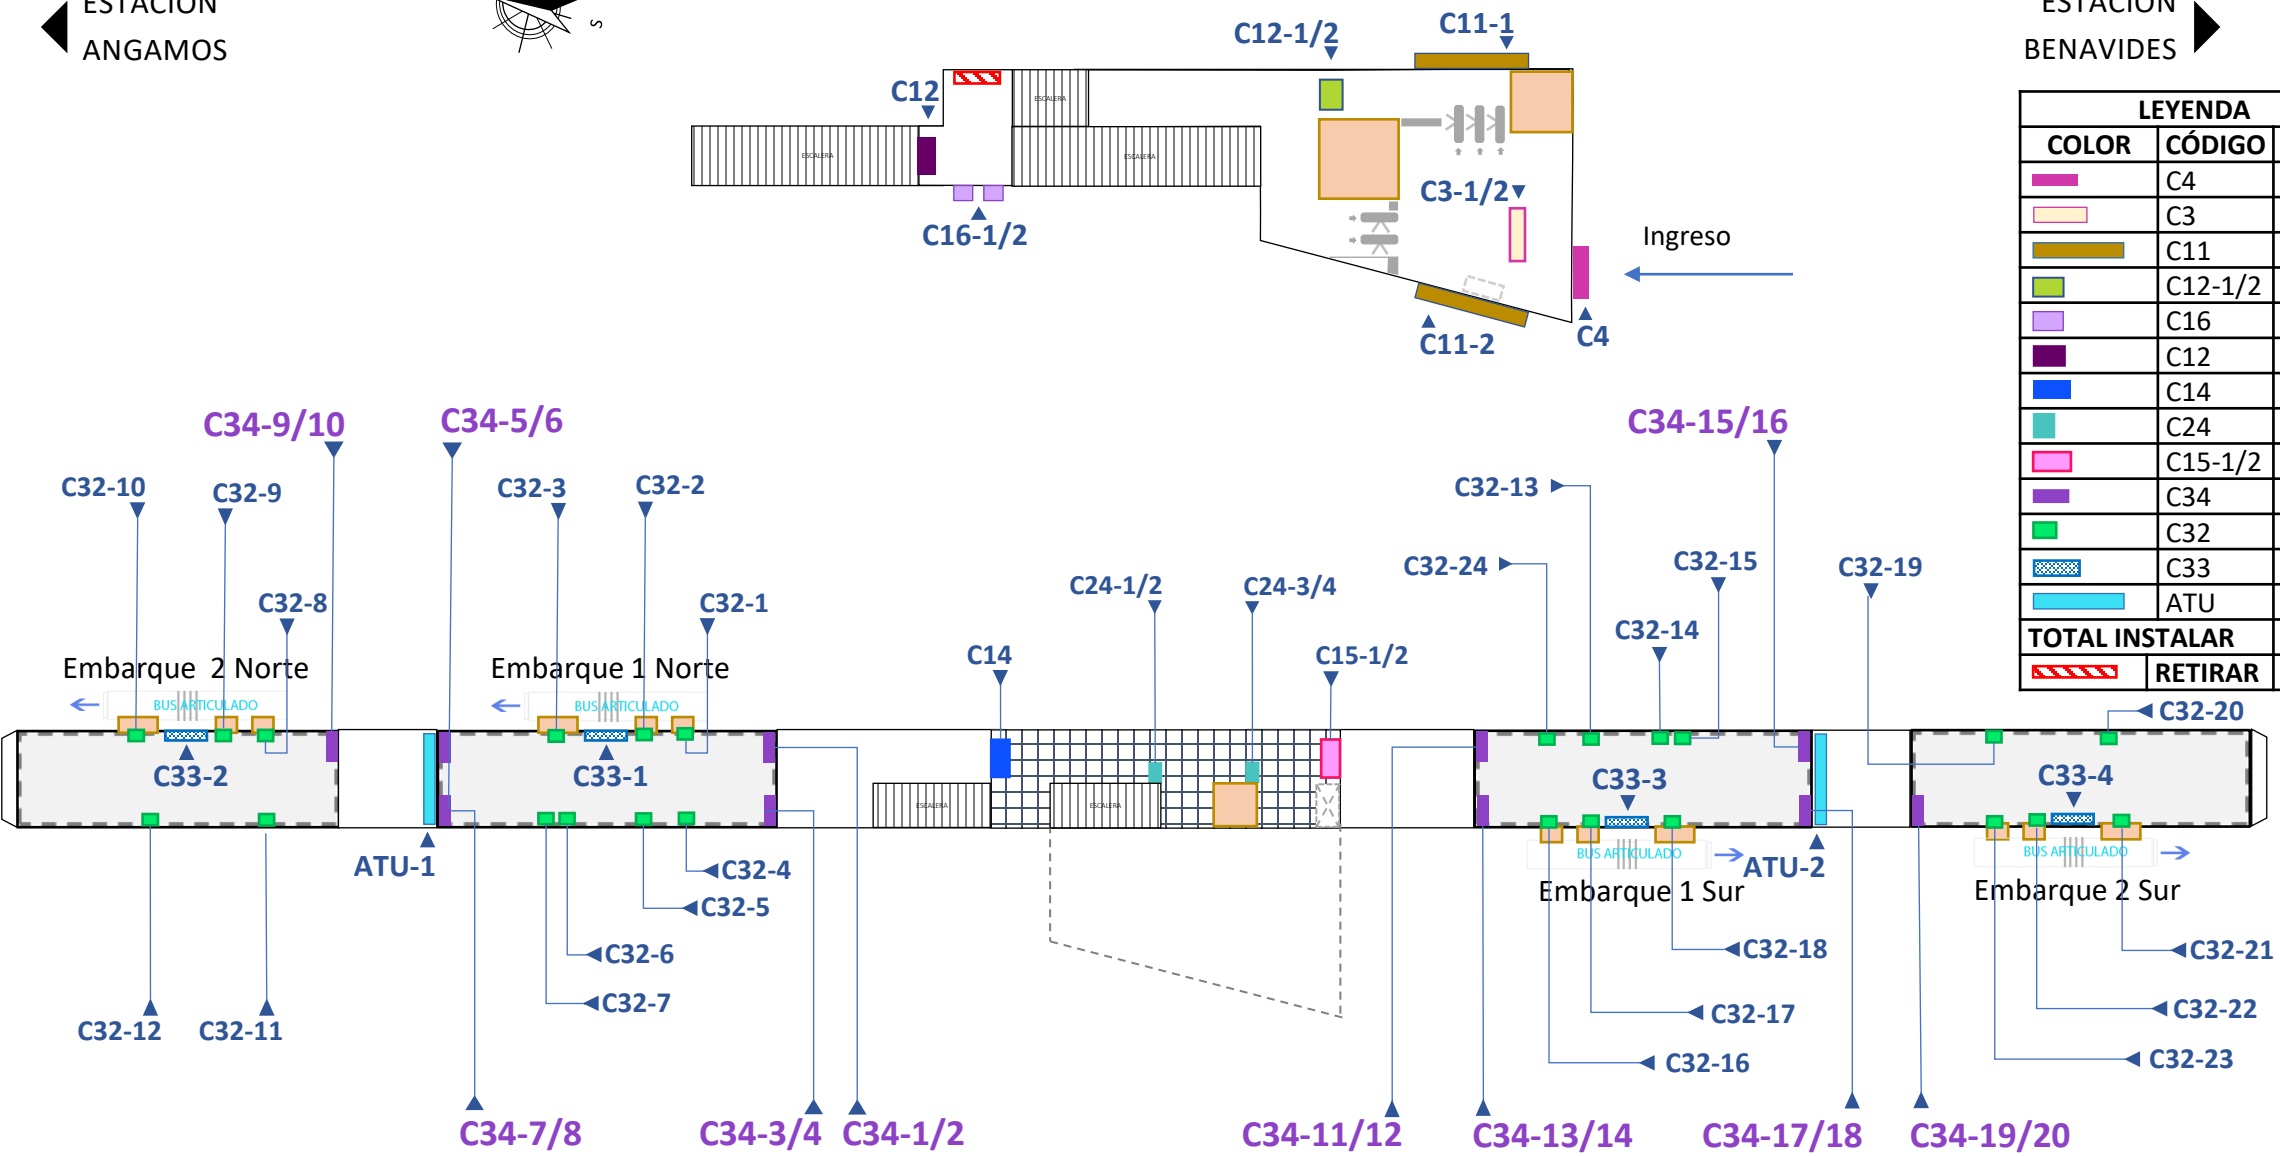 ESTACIÓN
ANGAMOS
S
ESTACIÓN
BENAVIDES
C12-1/2
C11-1
C12
ESCALERA
ESCALERA
ESCALERA
C3-1/2
C16-1/2
Ingreso
C11-2
C4
LEYENDA
COLOR CÓDIGO
C4
C3
C11
C12-1/2
C16
C12
C14
C24
C15-1/2
C34
C32
C33
ATU
TOTAL INSTALAR
RETIRAR
C34-9/10
C34-5/6
C34-15/16
C32-10
C32-9
C32-3
C32-2
C32-13
C32-8
C32-1
C24-1/2
C24-3/4
C32-24
C32-15
C32-19
C32-14
Embarque 2 Norte
Embarque 1 Norte
C14
C15-1/2
BUS ARTICULADO
BUS ARTICULADO
C32-20
C33-2
C33-1
C33-3
C33-4
ESCALERA
ESCALERA
ATU-1
C32-4
C32-5
C32-6
C32-7
C32-12
C32-11
BUS ARTICULADO
ATU-2
BUS ARTICULADO
Embarque 1 Sur
Embarque 2 Sur
C32-18
C32-21
C32-17
C32-22
C32-16
C32-23
C34-7/8
C34-3/4
C34-1/2
C34-11/12
C34-13/14
C34-17/18
C34-19/20